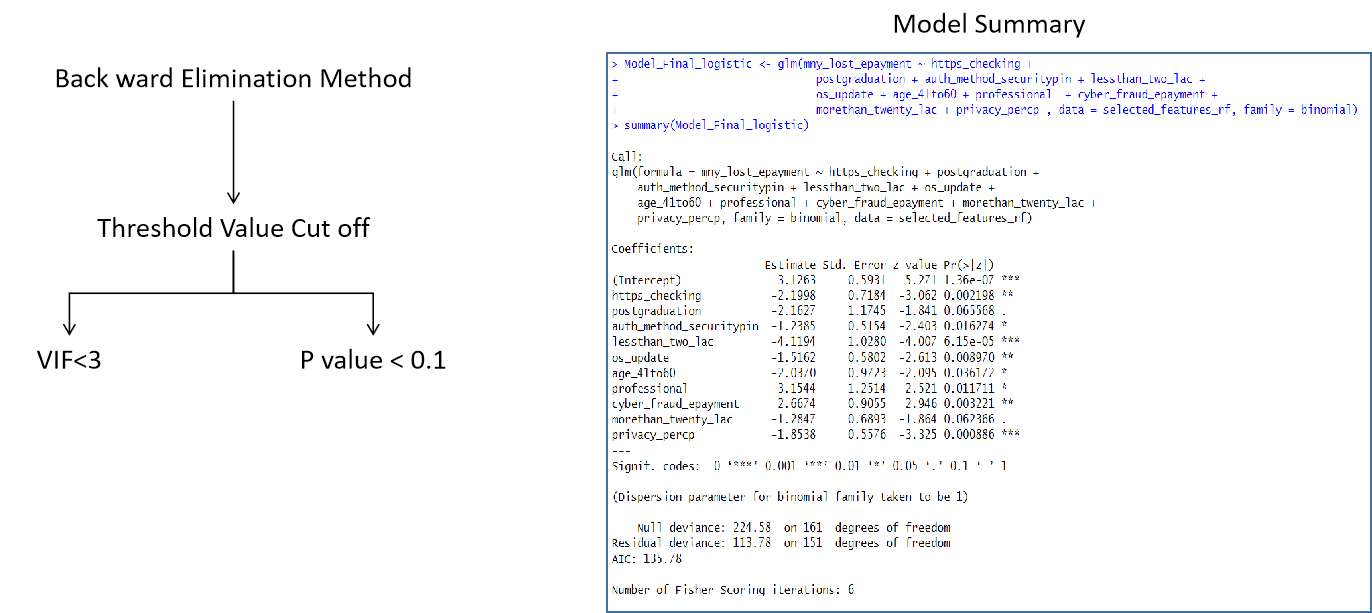 Model Summary
Back ward Elimination Method
Threshold Value Cut off
VIF<3
P value < 0.1
> Model_Final_logistic <- glm(mny_lost_epayment ~ https_checking +
+ postgraduation + auth_method_securitypin + lessthan_two_lac +
+ os_update + age_41to60 + professional + cyber_fraud_epayment +
+ morethan_twenty_lac + privacy_percp , data = selected_features_rf, family = binomial)
> summary(Model_Final_logistic)
Call:
glm(formula = mny_lost_epayment ~ https_checking + postgraduation +
auth_method_securitypin + lessthan_two_lac + os_update +
age_41to60 + professional + cyber_fraud_epayment + morethan_twenty_lac +
privacy_percp, family = binomial, data = selected_features_rf)
Coefficients:
Estimate Std. Error z value Pr(>|z|)
(Intercept) 3.1263 0.5931 5.271 1.36e-07 ***
https_checking -2.1998 0.7184 -3.062 0.002198 **
postgraduation -2.1627 1.1745 -1.841 0.065568 .
auth_method_securitypin -1.2385 0.5154 -2.403 0.016274 *
lessthan_two_lac -4.1194 1.0280 -4.007 6.15e-05 ***
os_update -1.5162 0.5802 -2.613 0.008970 **
age_41to60 -2.0370 0.9723 -2.095 0.036172 *
professional 3.1544 1.2514 2.521 0.011711 *
cyber_fraud_epayment 2.6674 0.9055 2.946 0.003221 **
morethan_twenty_lac -1.2847 0.6893 -1.864 0.062366 .
privacy_percp -1.8538 0.5576 -3.325 0.000886 ***
---
Signif. codes: 0 ‘***’ 0.001 ‘**’ 0.01 ‘*’ 0.05 ‘.’ 0.1 ‘ ’ 1
(Dispersion parameter for binomial family taken to be 1)
Null deviance: 224.58 on 161 degrees of freedom
Residual deviance: 113.78 on 151 degrees of freedom
AIC: 135.78
Number of Fisher Scoring iterations: 6